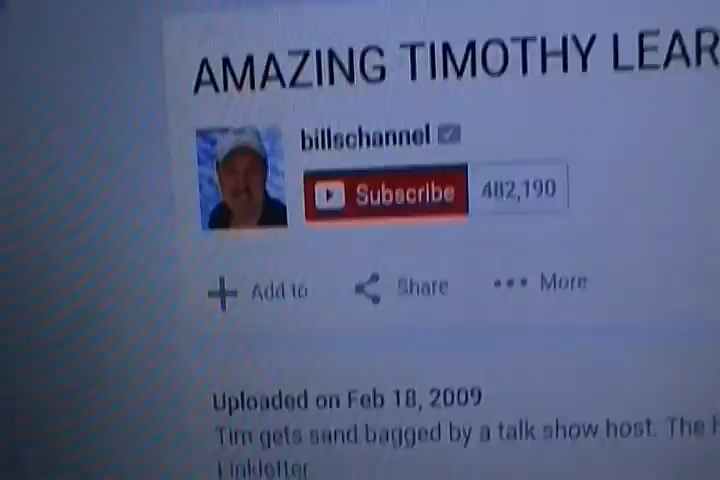 AMAZING TIMOTHY LEAR
billschannel
Subscribe 482,190
Add to Share More
Uploaded on Feb 18, 2009
Tim gets sand bagged by a talk show host. The
Linkletter